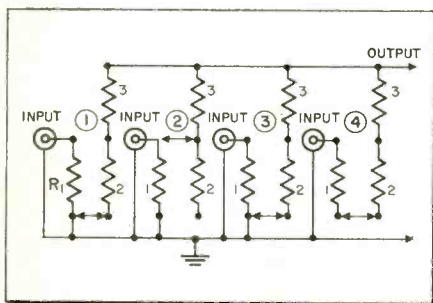 OUTPUT
3 3 3 3
INPUT ① INPUT ② INPUT ③ INPUT ④
R1 2 1 2 1 2 1 2